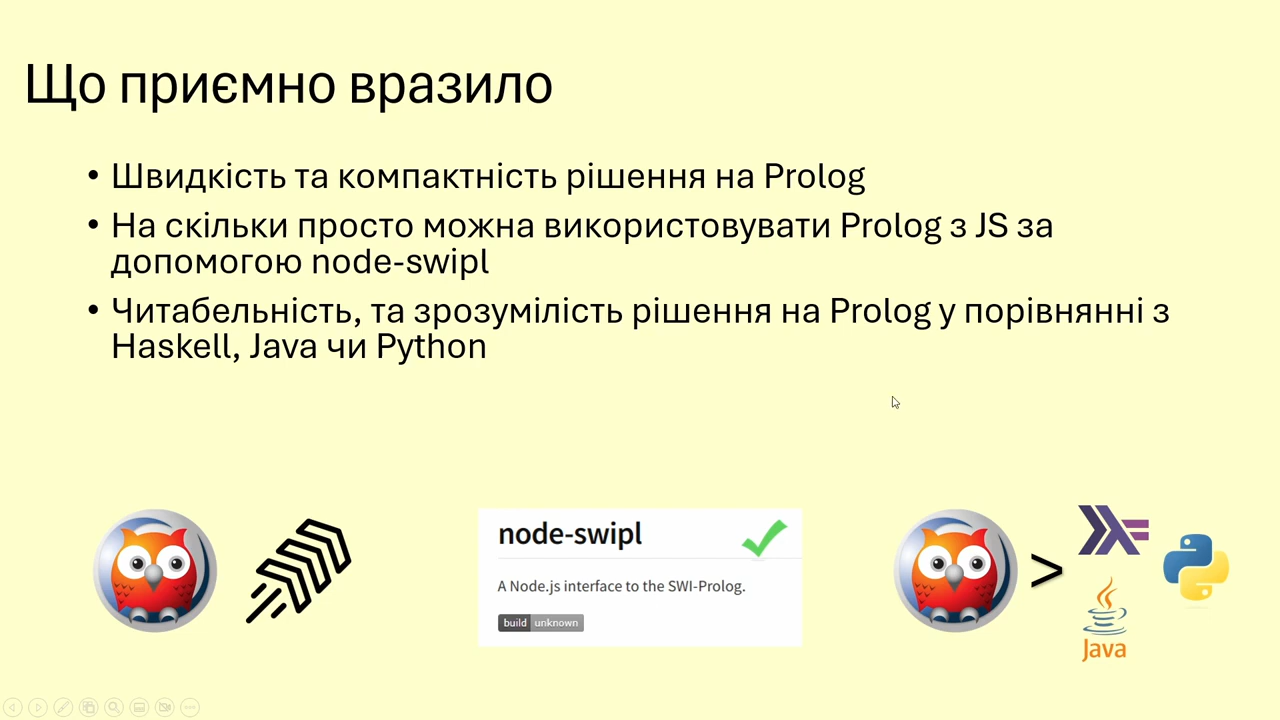 Що приємно вразило
• Швидкість та компактність рішення на Prolog
• На скільки просто можна використовувати Prolog з JS за
допомогою node-swipl
• Читабельність, та зрозумілість рішення на Prolog у порівнянні з
Haskell, Java чи Python
node-swipl
A Node.js interface to the SWI-Prolog.
build unknown
>
Java